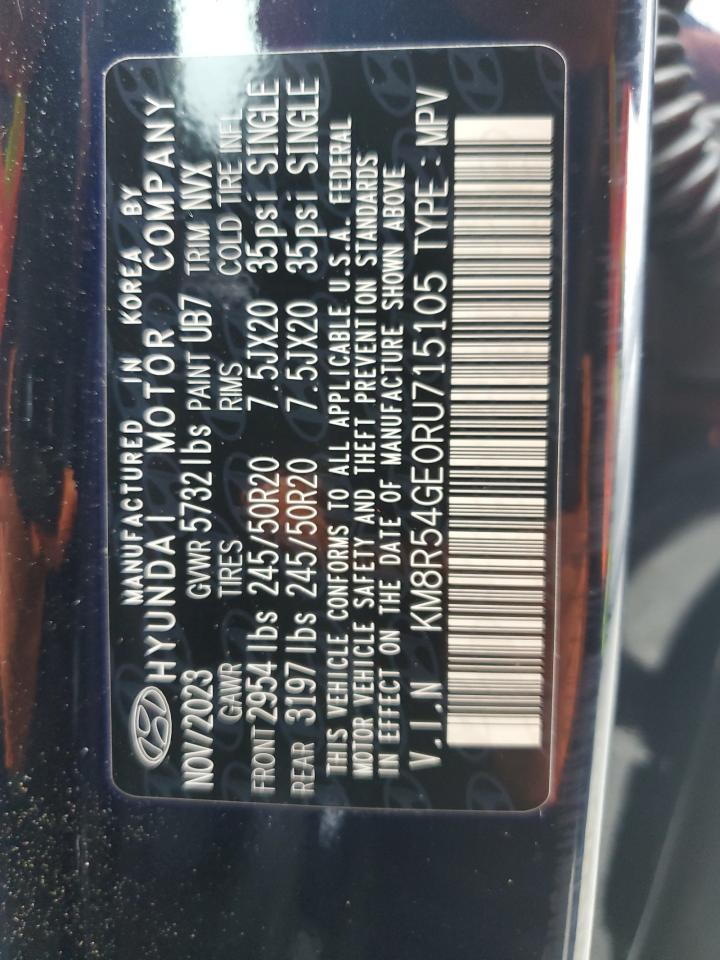 MANUFACTURED IN KOREA BY
HYUNDAI MOTOR COMPANY
NOV/2023 GVWR 5732 lbs PAINT UB7 TRIM NVX
GAWR TIRES RIMS COLD TIRE INFL
FRONT 2954 lbs 245/50R20 7.5JX20 35psi SINGLE
REAR 3197 lbs 245/50R20 7.5JX20 35psi SINGLE
THIS VEHICLE CONFORMS TO ALL APPLICABLE U.S.A. FEDERAL
MOTOR VEHICLE SAFETY AND THEFT PREVENTION STANDARDS
IN EFFECT ON THE DATE OF MANUFACTURE SHOWN ABOVE
V.I.N KM8R54GE0RU715105 TYPE : MPV